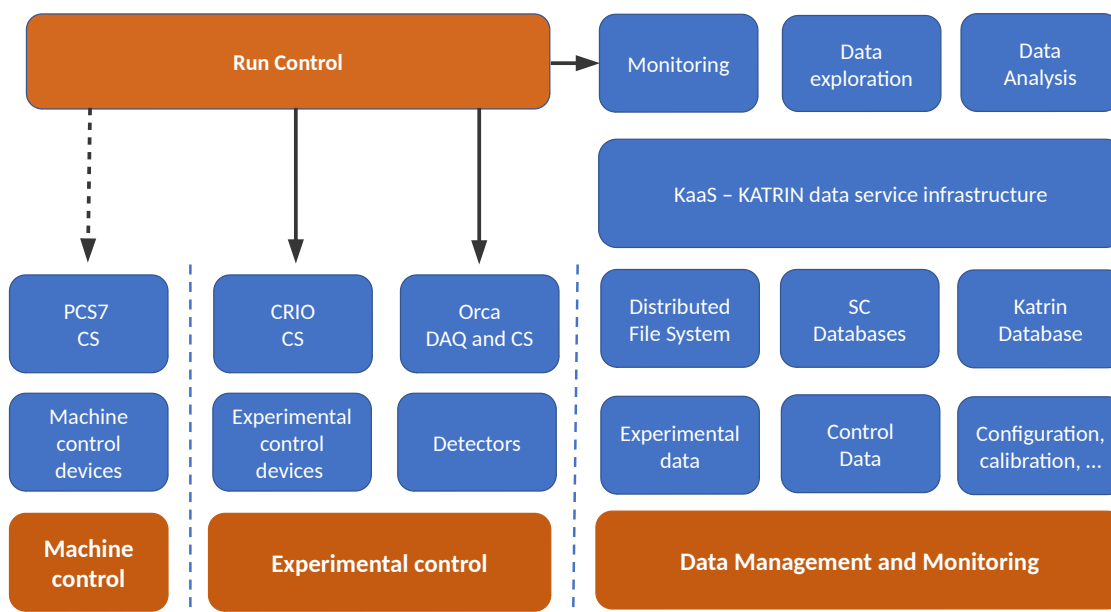 Run Control
Monitoring
Data
exploration
Data
Analysis
KaaS – KATRIN data service infrastructure
PCS7
CS
CRIO
CS
Orca
DAQ and CS
Distributed
File System
SC
Databases
Katrin
Database
Machine
control
devices
Experimental
control
devices
Detectors
Experimental
data
Control
Data
Configuration,
calibration, ...
Machine
control
Experimental control
Data Management and Monitoring